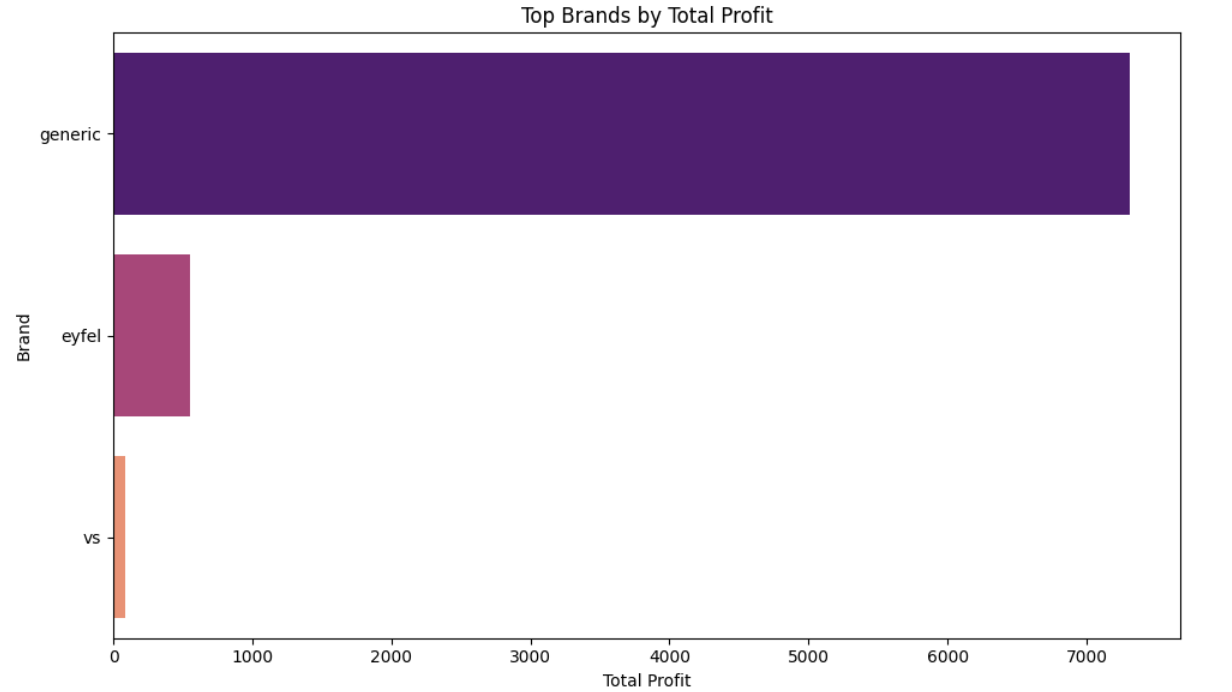 Top Brands by Total Profit
Brand
generic
eyfel
vs
0 1000 2000 3000 4000 5000 6000 7000
Total Profit